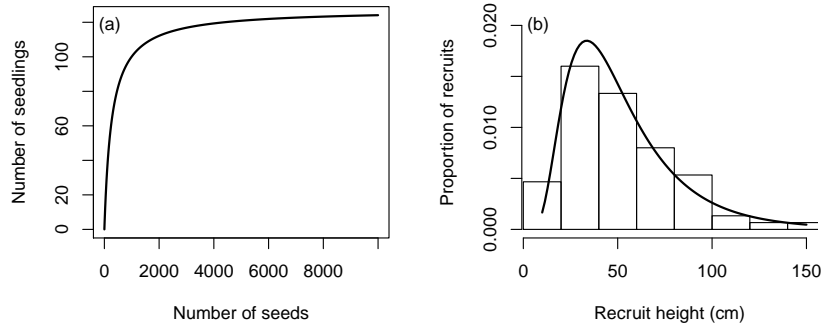 (a)
Number of seedlings
0
20
60
100
0
2000
4000
6000
8000
Number of seeds
(b)
Proportion of recruits
0.000
0.010
0.020
0
50
100
150
Recruit height (cm)